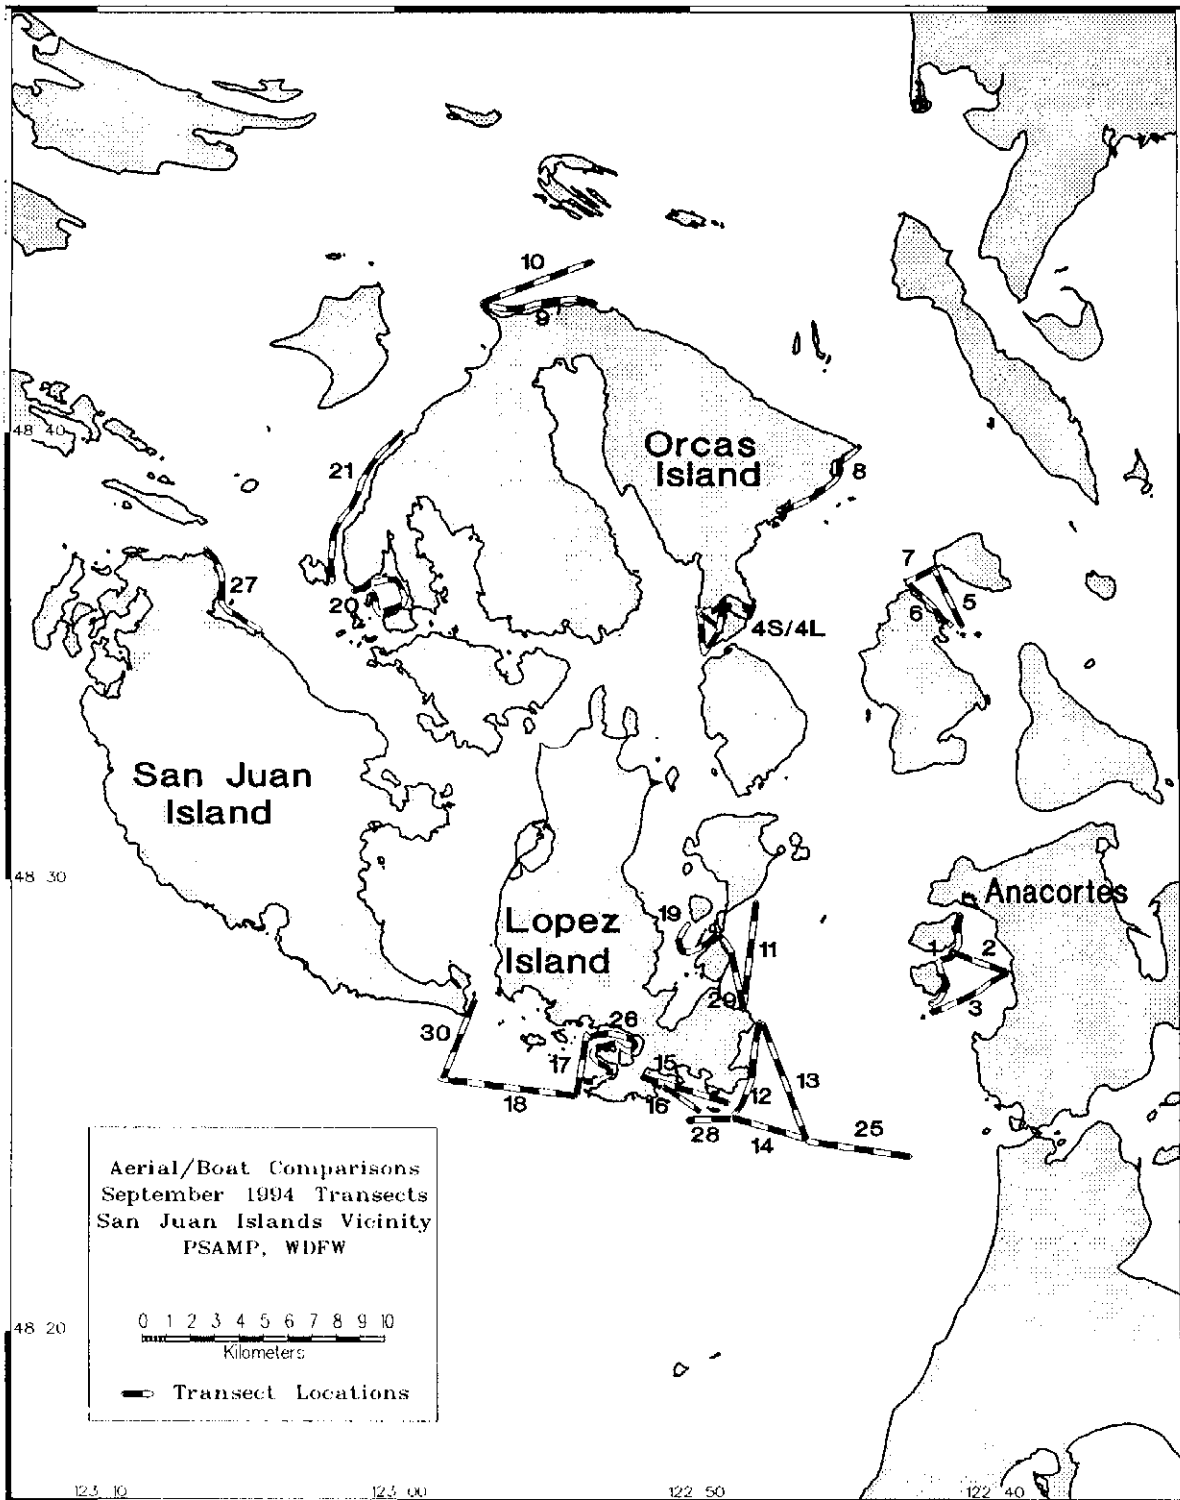 10
9
48 40
Orcas
Island
21
8
27
20
7
6
5
4S/4L
San Juan
Island
48 30
Anacortes
Lopez
Island
19
11
29
1
2
3
30
26
17
18
15
16
12
13
28
14
25
Aerial/Boat Comparisons
September 1994 Transects
San Juan Islands Vicinity
PSAMP, WDFW
0 1 2 3 4 5 6 7 8 9 10
Kilometers
Transect Locations
48 20
123 10
123 00
122 50
122 40